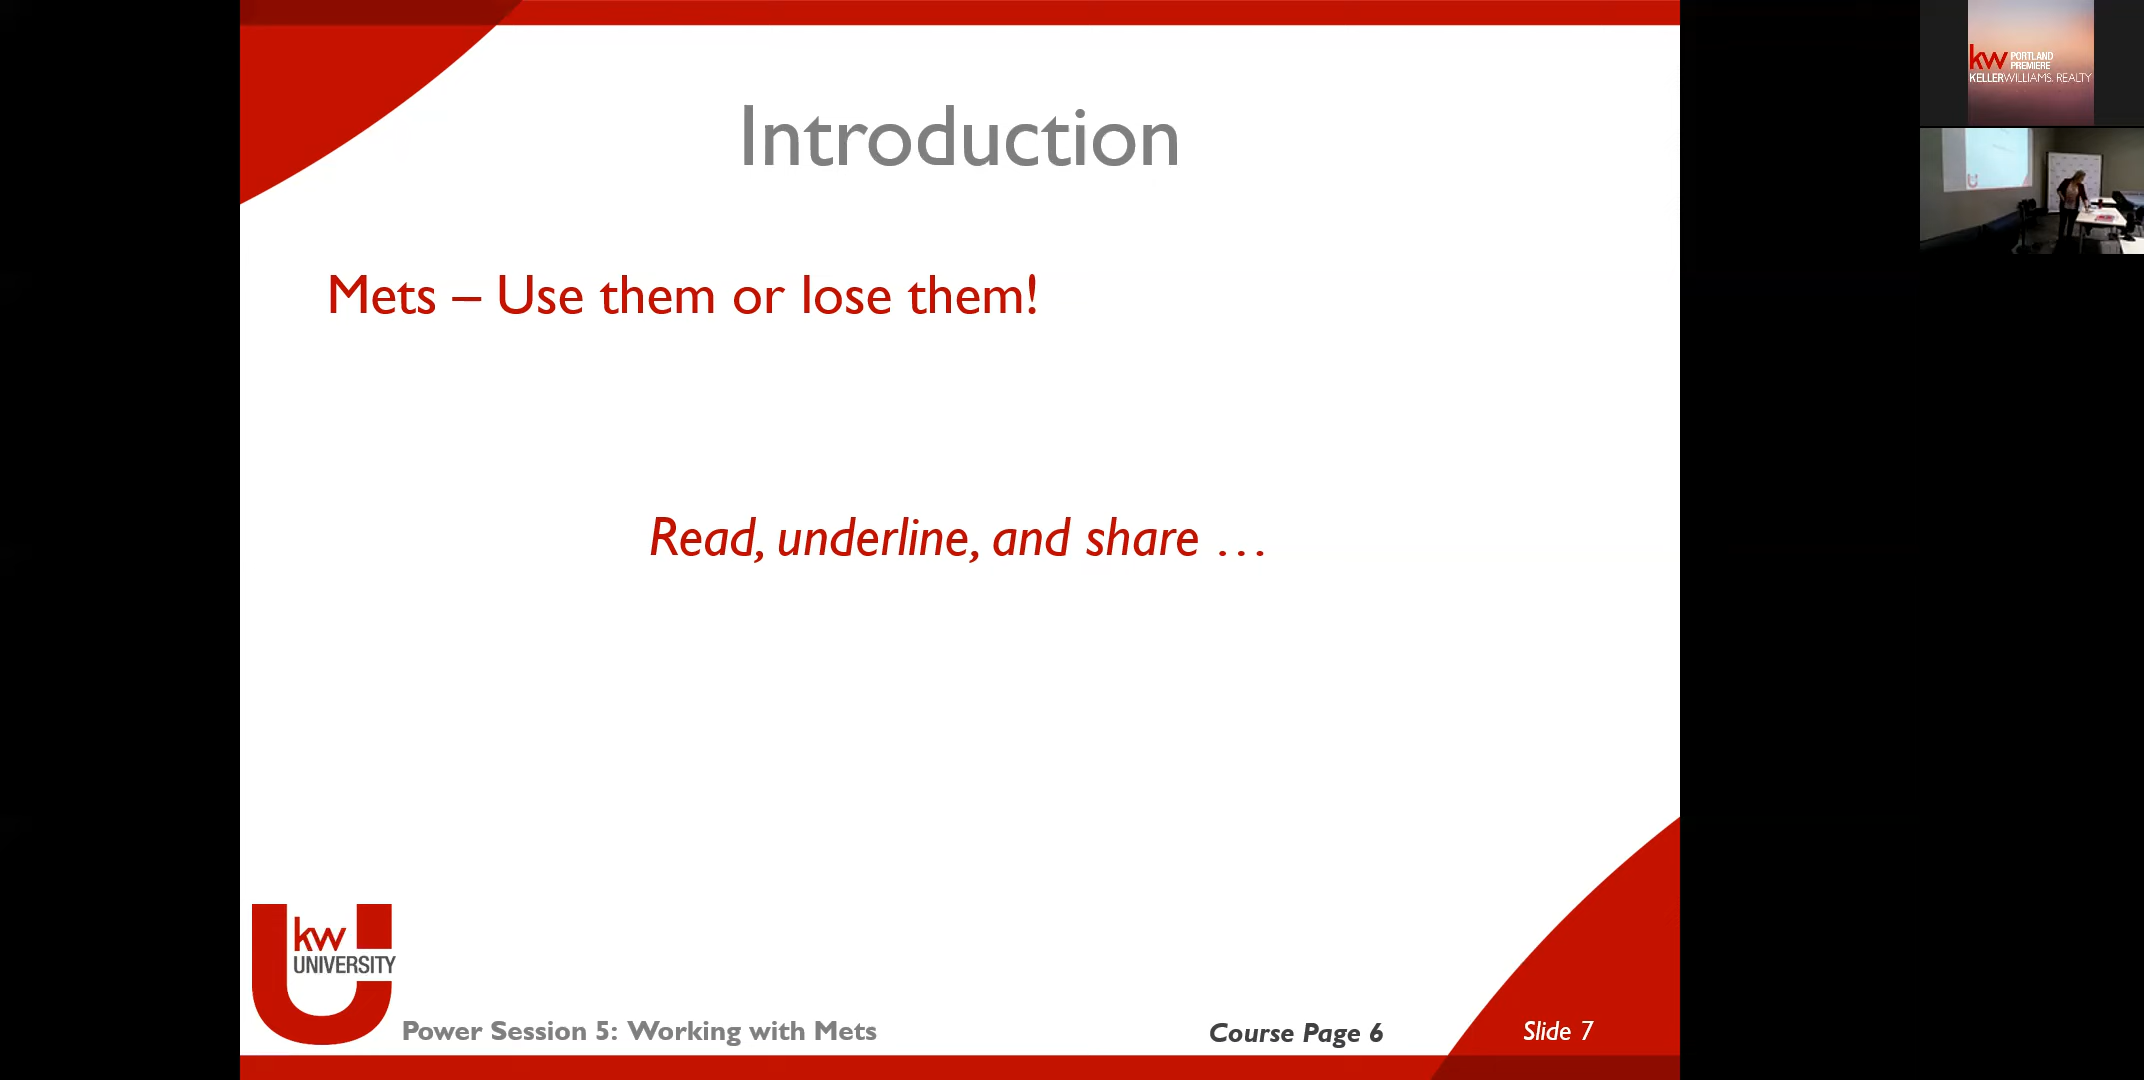 Introduction
Mets – Use them or lose them!
Read, underline, and share …
kw
UNIVERSITY
Power Session 5: Working with Mets
Course Page 6
Slide 7
kw PORTLAND
PREMIERE
KELLERWILLIAMS. REALTY